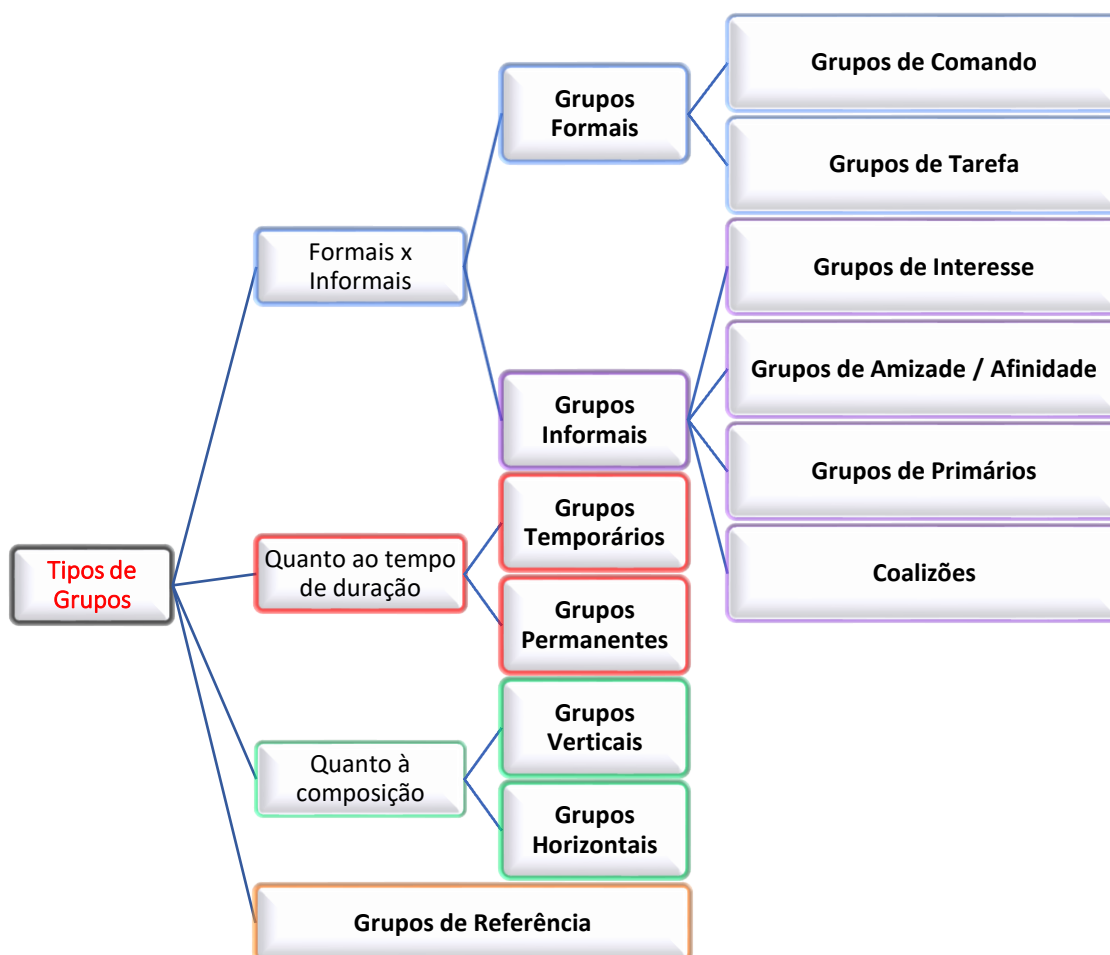 Tipos de
Grupos
Formais x
Informais
Grupos
Formais
Grupos de Comando
Grupos de Tarefa
Grupos
Informais
Grupos de Interesse
Grupos de Amizade / Afinidade
Grupos de Primários
Coalizões
Quanto ao tempo
de duração
Grupos
Temporários
Grupos
Permanentes
Quanto à
composição
Grupos
Verticais
Grupos
Horizontais
Grupos de Referência